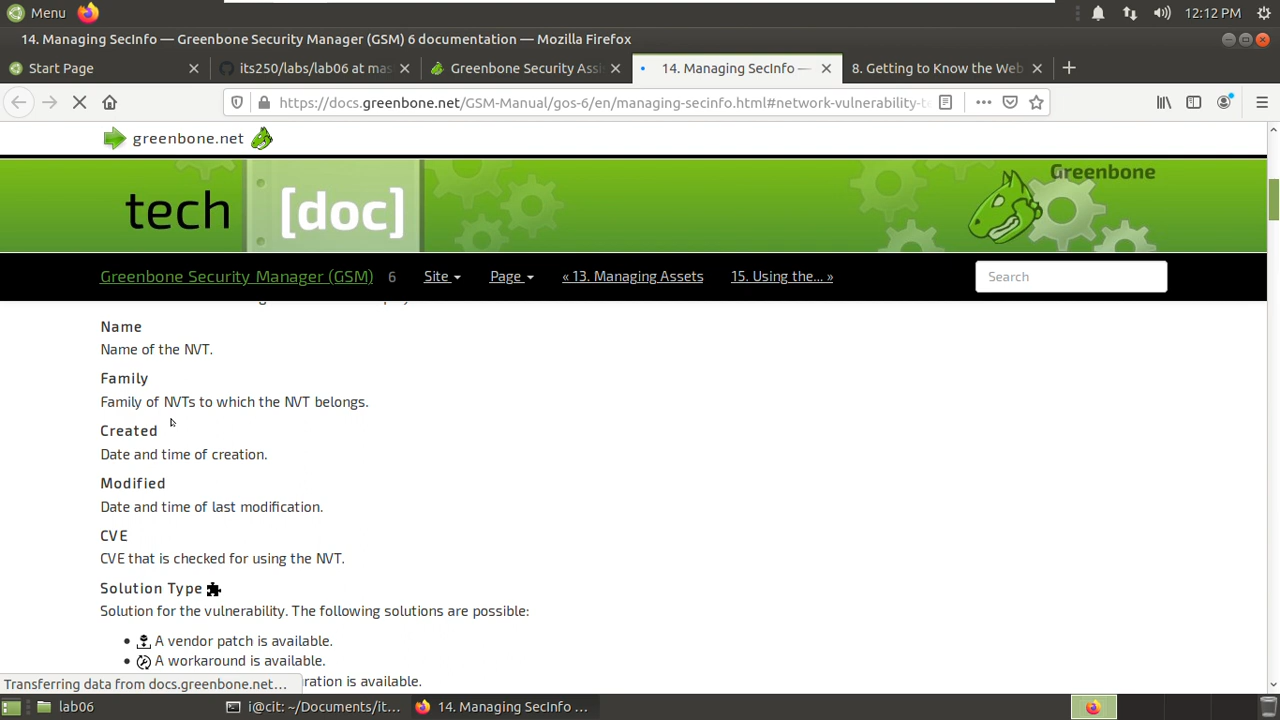 Menu
12:12 PM
14. Managing SecInfo — Greenbone Security Manager (GSM) 6 documentation — Mozilla Firefox
Start Page
its250/labs/lab06 at mas
Greenbone Security Assi
14. Managing SecInfo —
8. Getting to Know the Web
https://docs.greenbone.net/GSM-Manual/gos-6/en/managing-secinfo.html#network-vulnerability-te
greenbone.net
tech [doc]
Greenbone
Greenbone Security Manager (GSM) 6 Site Page « 13. Managing Assets 15. Using the... » Search
Name
Name of the NVT.
Family
Family of NVTs to which the NVT belongs.
Created
Date and time of creation.
Modified
Date and time of last modification.
CVE
CVE that is checked for using the NVT.
Solution Type
Solution for the vulnerability. The following solutions are possible:
• A vendor patch is available.
• A workaround is available.
ration is available.
Transferring data from docs.greenbone.net...
lab06
i@cit: ~/Documents/it...
14. Managing SecInfo ...